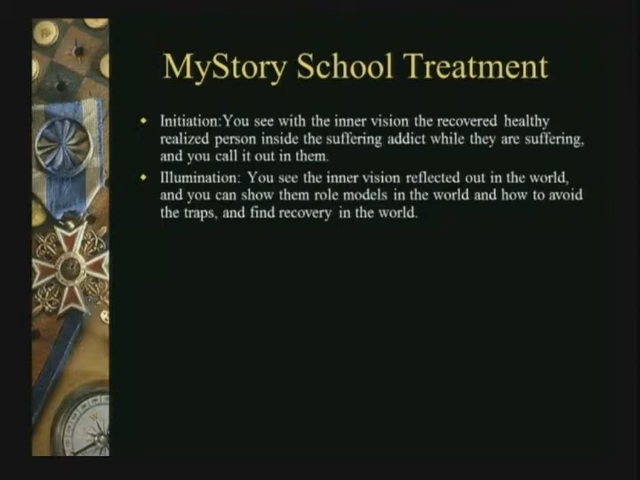 MyStory School Treatment
Initiation:You see with the inner vision the recovered healthy
realized person inside the suffering addict while they are suffering,
and you call it out in them.
Illumination: You see the inner vision reflected out in the world,
and you can show them role models in the world and how to avoid
the traps, and find recovery in the world.